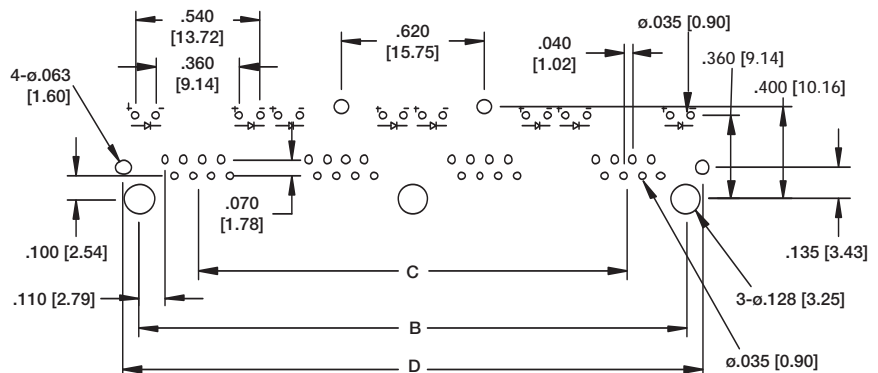 .540
[13.72]
.620
[15.75]
.040
[1.02]
ø.035 [0.90]
.360
[9.14]
.360 [9.14]
4-ø.063
[1.60]
.400 [10.16]
+ - + - + - + - + - + - + - + -
.070
[1.78]
.100 [2.54]
.135 [3.43]
C
.110 [2.79]
3-ø.128 [3.25]
B
ø.035 [0.90]
D